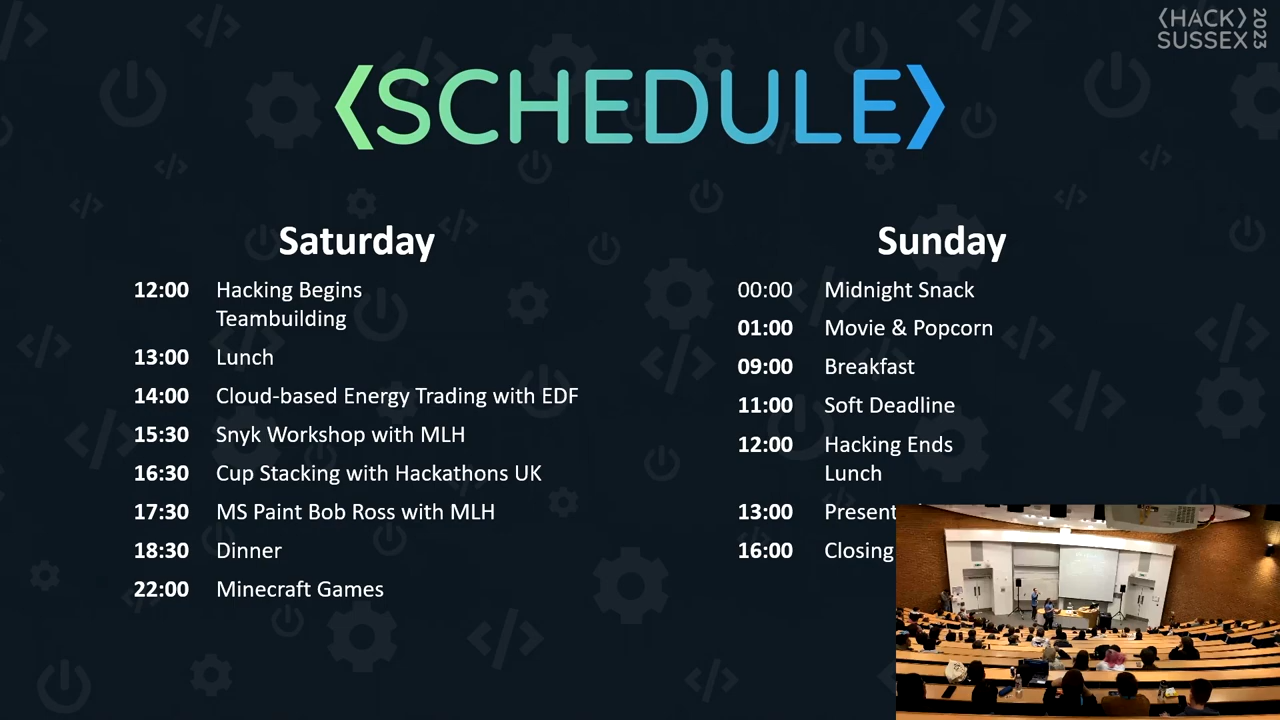 ⟨HACK⟩
SUSSEX
2023
⟨SCHEDULE⟩
Saturday
12:00 Hacking Begins
Teambuilding
13:00 Lunch
14:00 Cloud-based Energy Trading with EDF
15:30 Snyk Workshop with MLH
16:30 Cup Stacking with Hackathons UK
17:30 MS Paint Bob Ross with MLH
18:30 Dinner
22:00 Minecraft Games
Sunday
00:00 Midnight Snack
01:00 Movie & Popcorn
09:00 Breakfast
11:00 Soft Deadline
12:00 Hacking Ends
Lunch
13:00 Present
16:00 Closing